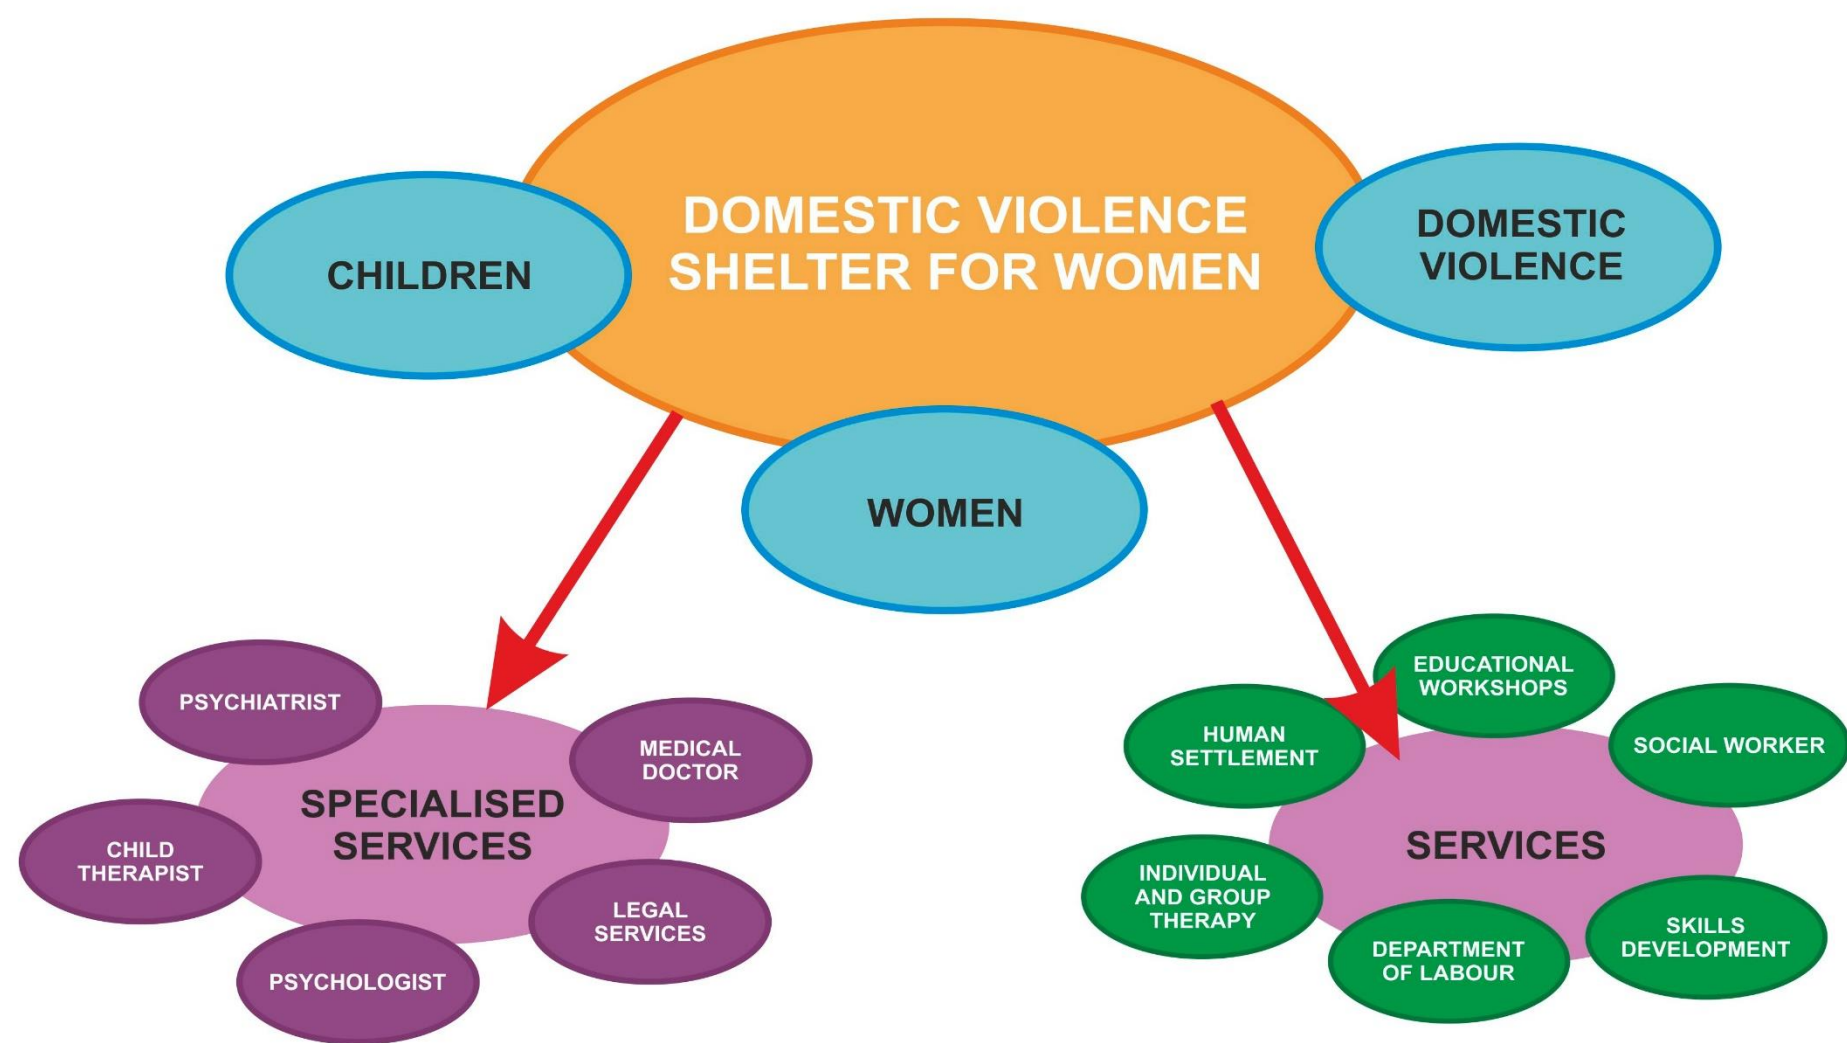 DOMESTIC VIOLENCE
SHELTER FOR WOMEN
CHILDREN
DOMESTIC
VIOLENCE
WOMEN
PSYCHIATRIST
MEDICAL
DOCTOR
SPECIALISED
SERVICES
CHILD
THERAPIST
LEGAL
SERVICES
PSYCHOLOGIST
EDUCATIONAL
WORKSHOPS
HUMAN
SETTLEMENT
SOCIAL WORKER
SERVICES
INDIVIDUAL
AND GROUP
THERAPY
SKILLS
DEVELOPMENT
DEPARTMENT
OF LABOUR